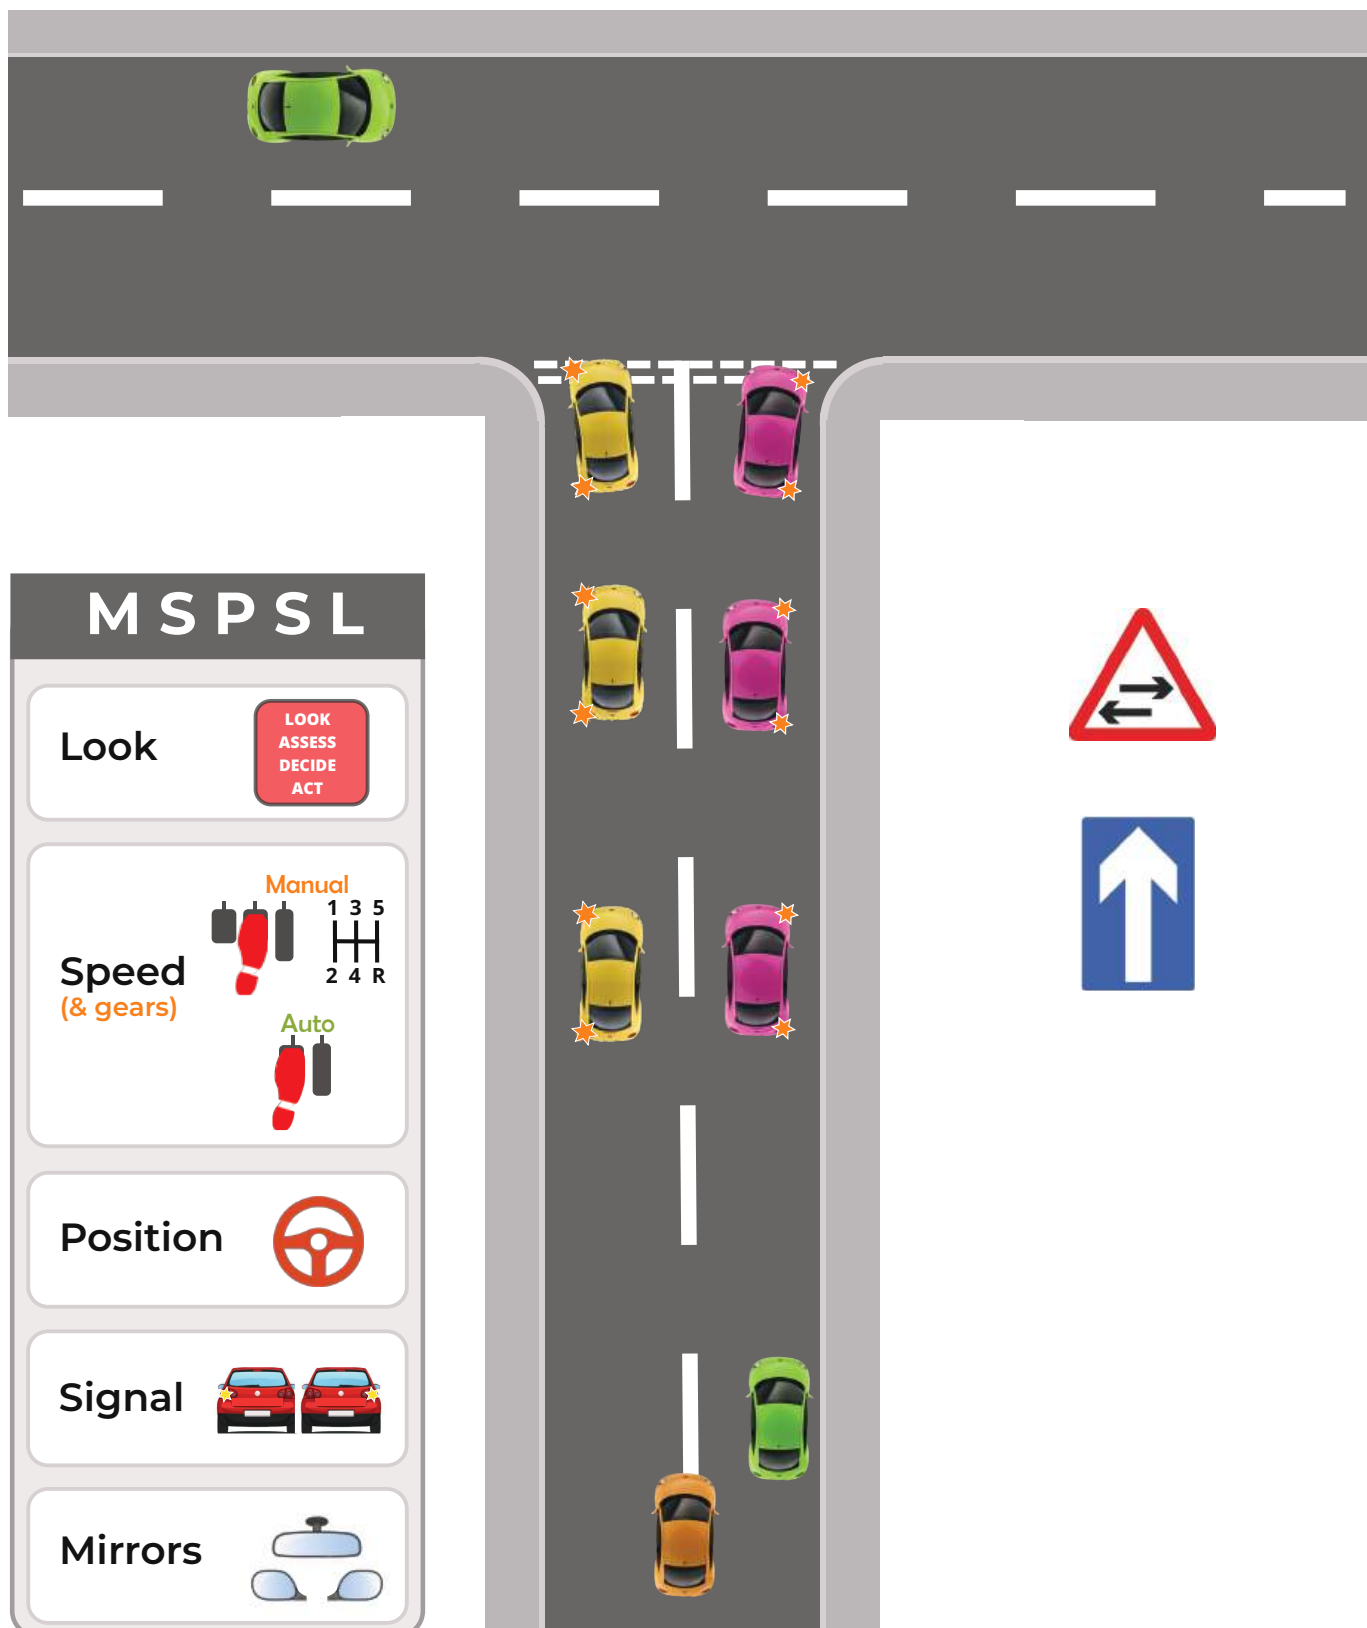 M S P S L
Look
LOOK
ASSESS
DECIDE
ACT
Manual
1 3 5
2 4 R
Speed
(& gears)
Auto
Position
Signal
Mirrors